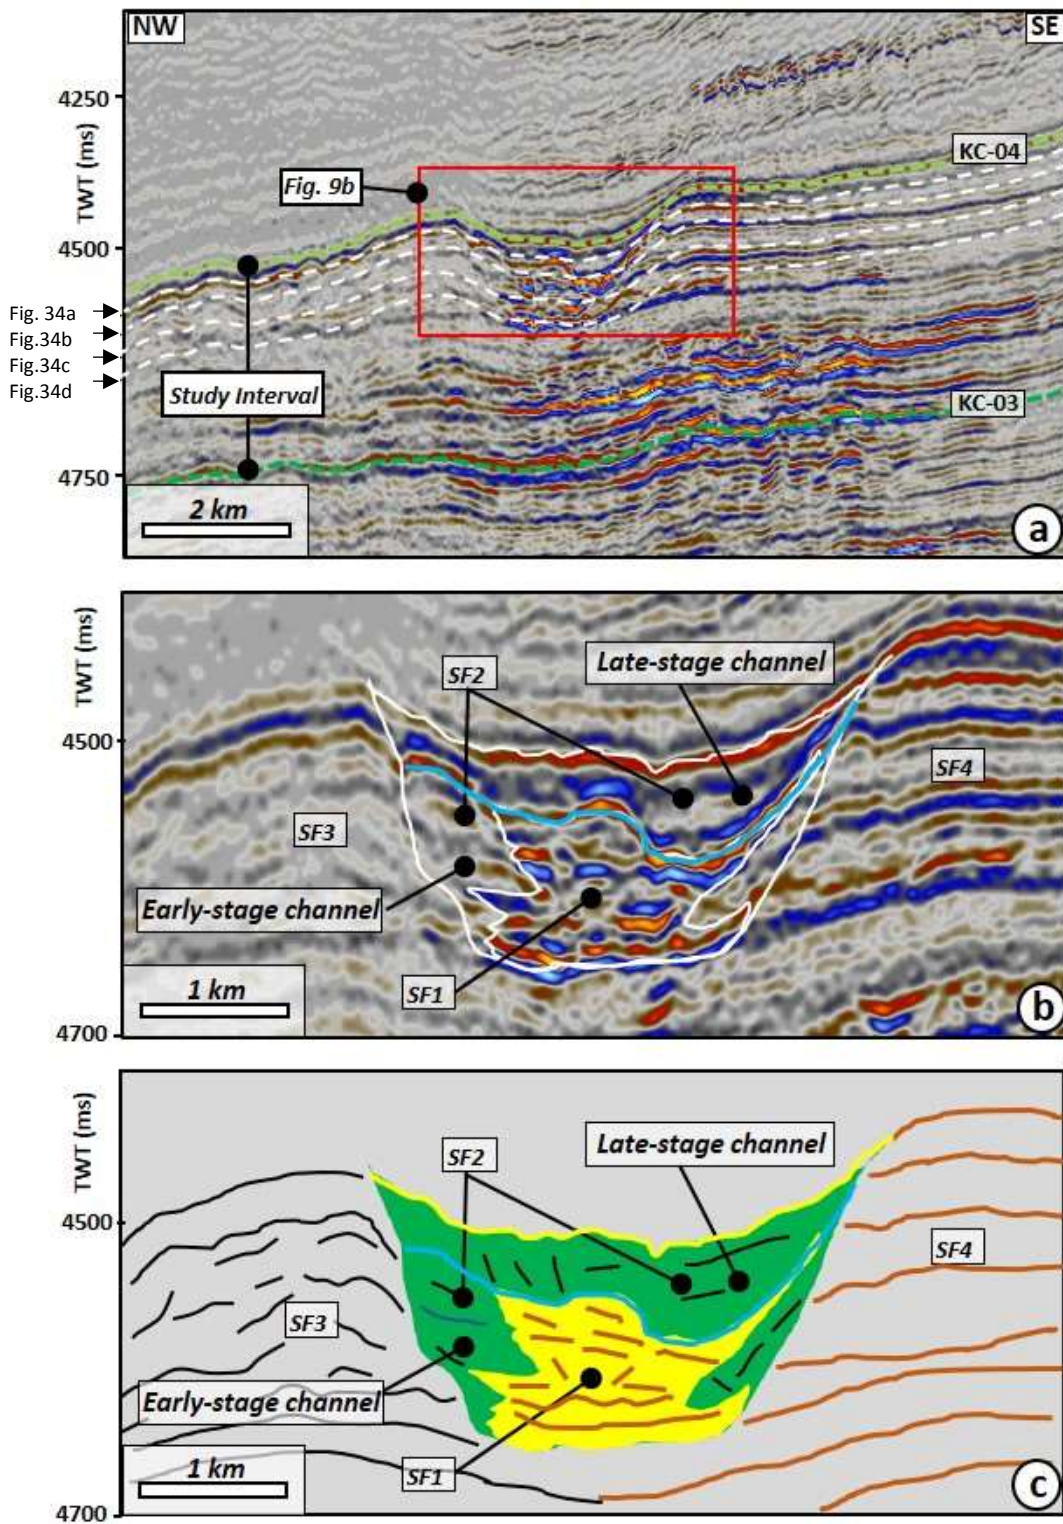 NW
SE
4250
TWT (ms)
KC-04
Fig. 9b
4500
Fig. 34a
Fig.34b
Fig.34c
Fig.34d
Study Interval
KC-03
4750
2 km
a
TWT (ms)
SF2
Late-stage channel
4500
SF4
SF3
Early-stage channel
SF1
1 km
b
4700
TWT (ms)
SF2
Late-stage channel
4500
SF4
SF3
Early-stage channel
SF1
1 km
c
4700